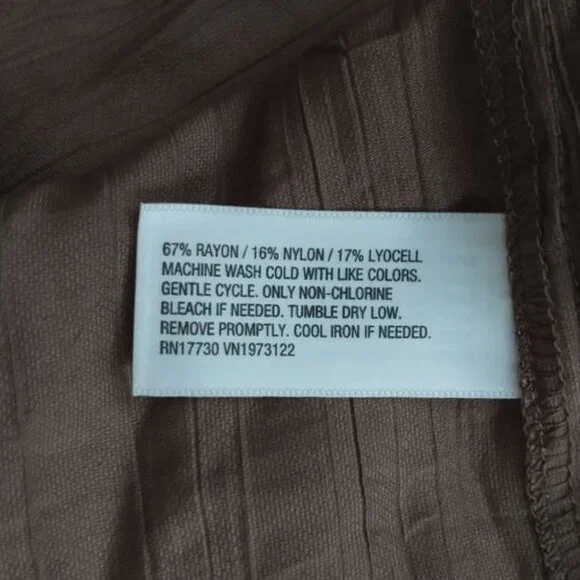 67% RAYON / 16% NYLON / 17% LYOCELL
MACHINE WASH COLD WITH LIKE COLORS.
GENTLE CYCLE. ONLY NON-CHLORINE
BLEACH IF NEEDED. TUMBLE DRY LOW.
REMOVE PROMPTLY. COOL IRON IF NEEDED.
RN17730 VN1973122